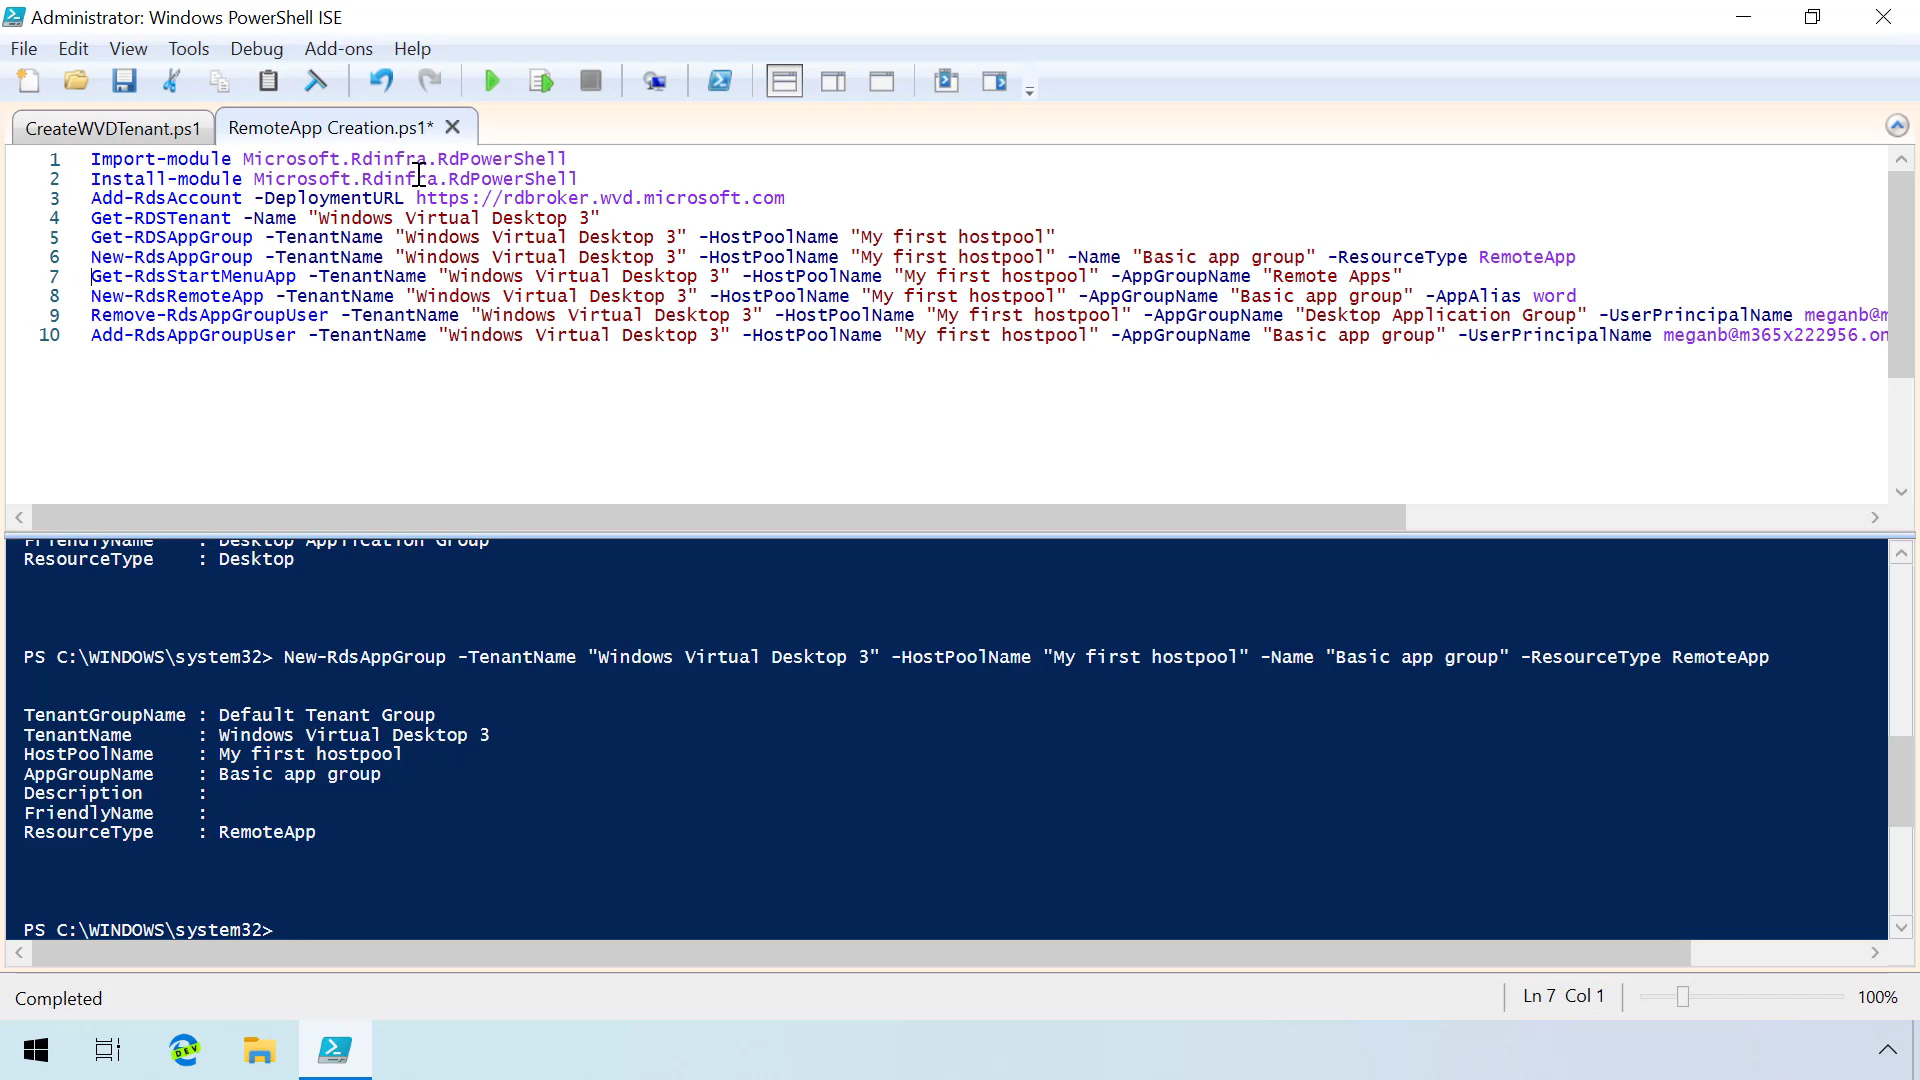 Administrator: Windows PowerShell ISE
File Edit View Tools Debug Add-ons Help
CreateWVDTenant.ps1 RemoteApp Creation.ps1*
1 Import-module Microsoft.Rdinfra.RdPowerShell
2 Install-module Microsoft.Rdinfra.RdPowerShell
3 Add-RdsAccount -DeploymentURL https://rdbroker.wvd.microsoft.com
4 Get-RDSTenant -Name "Windows Virtual Desktop 3"
5 Get-RDSAppGroup -TenantName "Windows Virtual Desktop 3" -HostPoolName "My first hostpool"
6 New-RdsAppGroup -TenantName "Windows Virtual Desktop 3" -HostPoolName "My first hostpool" -Name "Basic app group" -ResourceType RemoteApp
7 Get-RdsStartMenuApp -TenantName "Windows Virtual Desktop 3" -HostPoolName "My first hostpool" -AppGroupName "Remote Apps"
8 New-RdsRemoteApp -TenantName "Windows Virtual Desktop 3" -HostPoolName "My first hostpool" -AppGroupName "Basic app group" -AppAlias word
9 Remove-RdsAppGroupUser -TenantName "Windows Virtual Desktop 3" -HostPoolName "My first hostpool" -AppGroupName "Desktop Application Group" -UserPrincipalName meganb@m
10 Add-RdsAppGroupUser -TenantName "Windows Virtual Desktop 3" -HostPoolName "My first hostpool" -AppGroupName "Basic app group" -UserPrincipalName meganb@m365x222956.on
FriendlyName : Desktop Application Group
ResourceType : Desktop
PS C:\WINDOWS\system32> New-RdsAppGroup -TenantName "Windows Virtual Desktop 3" -HostPoolName "My first hostpool" -Name "Basic app group" -ResourceType RemoteApp
TenantGroupName : Default Tenant Group
TenantName : Windows Virtual Desktop 3
HostPoolName : My first hostpool
AppGroupName : Basic app group
Description :
FriendlyName :
ResourceType : RemoteApp
PS C:\WINDOWS\system32>
Completed Ln 7 Col 1 100%
DEV